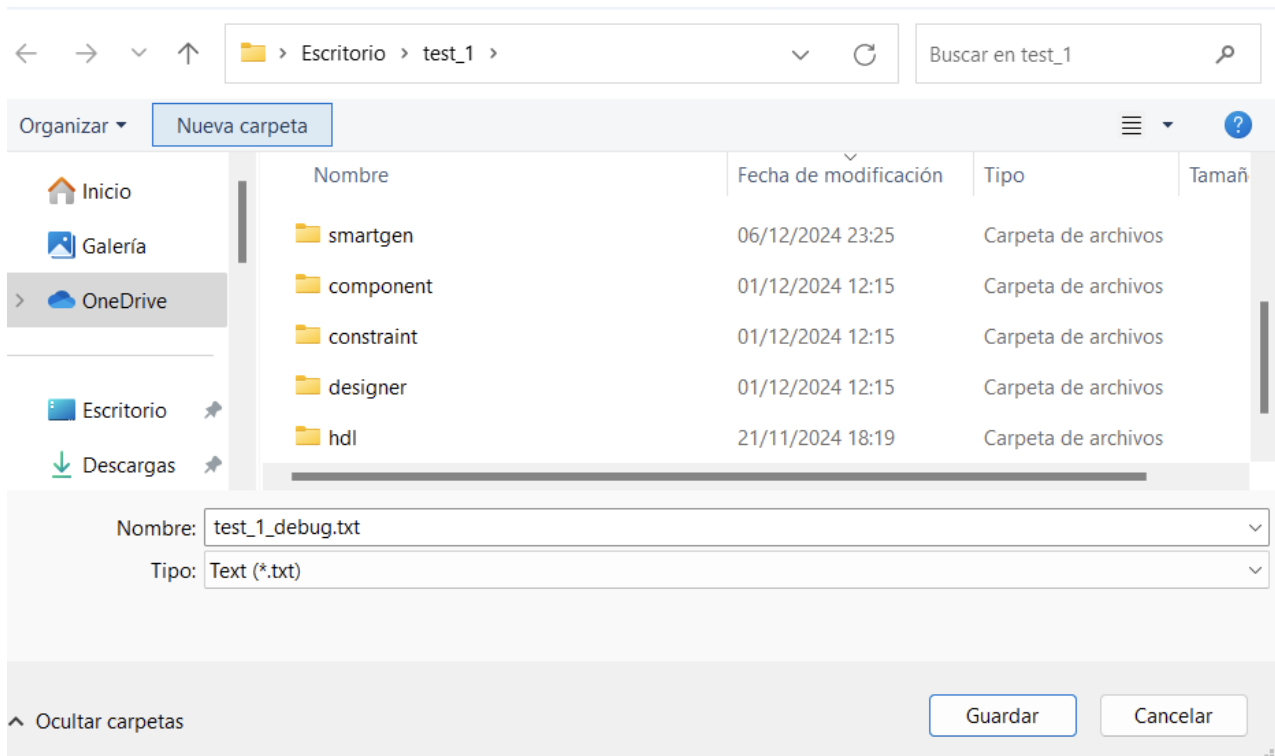 Escritorio > test_1 >
Buscar en test_1
Organizar
Nueva carpeta
?
Inicio
Galería
OneDrive
Escritorio
Descargas
Nombre Fecha de modificación Tipo Tamañ
smartgen 06/12/2024 23:25 Carpeta de archivos
component 01/12/2024 12:15 Carpeta de archivos
constraint 01/12/2024 12:15 Carpeta de archivos
designer 01/12/2024 12:15 Carpeta de archivos
hdl 21/11/2024 18:19 Carpeta de archivos
Nombre: test_1_debug.txt
Tipo: Text (*.txt)
Ocultar carpetas
Guardar
Cancelar